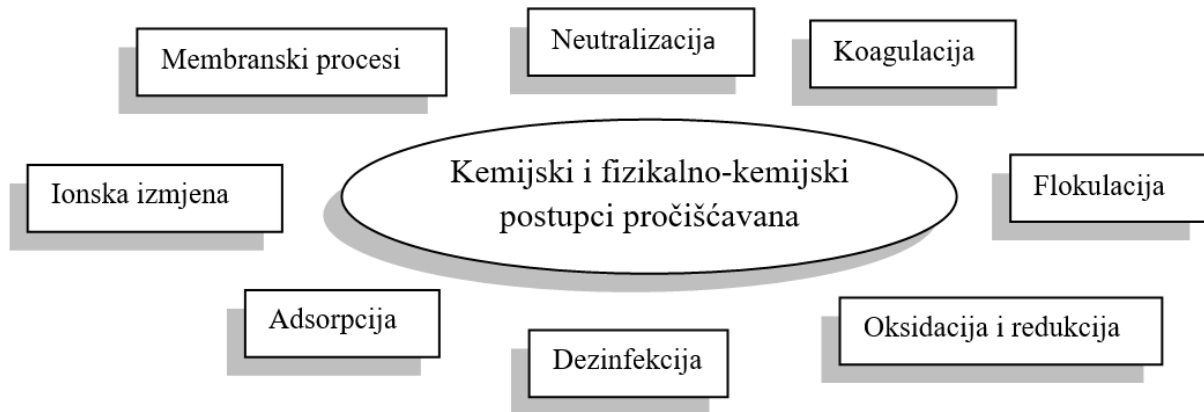 Membranski procesi
Neutralizacija
Koagulacija
Ionska izmjena
Kemijski i fizikalno-kemijski
postupci pročišćavana
Flokulacija
Adsorpcija
Dezinfekcija
Oksidacija i redukcija